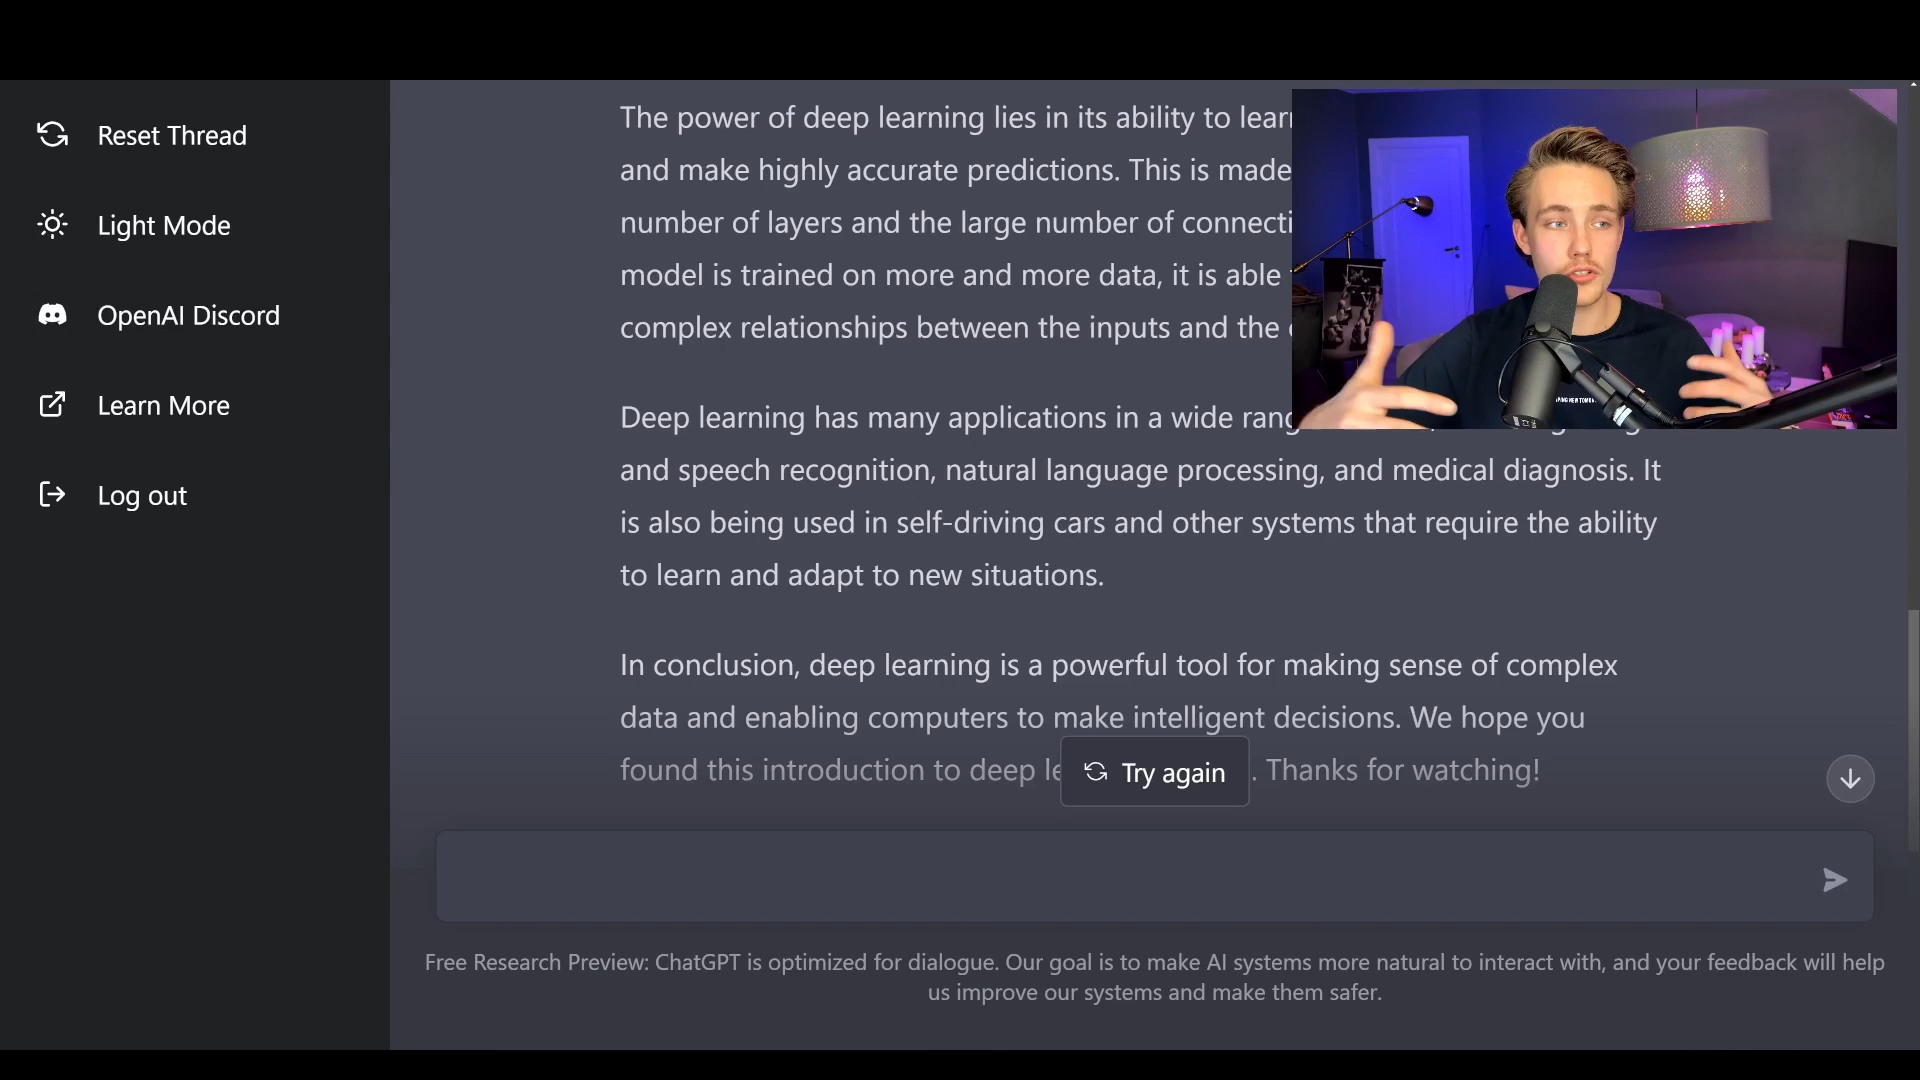 Reset Thread
Light Mode
OpenAI Discord
Learn More
Log out
The power of deep learning lies in its ability to learn
and make highly accurate predictions. This is made
number of layers and the large number of connecti
model is trained on more and more data, it is able
complex relationships between the inputs and the
Deep learning has many applications in a wide rang
and speech recognition, natural language processing, and medical diagnosis. It
is also being used in self-driving cars and other systems that require the ability
to learn and adapt to new situations.
In conclusion, deep learning is a powerful tool for making sense of complex
data and enabling computers to make intelligent decisions. We hope you
found this introduction to deep le . Thanks for watching!
Try again
Free Research Preview: ChatGPT is optimized for dialogue. Our goal is to make AI systems more natural to interact with, and your feedback will help
us improve our systems and make them safer.